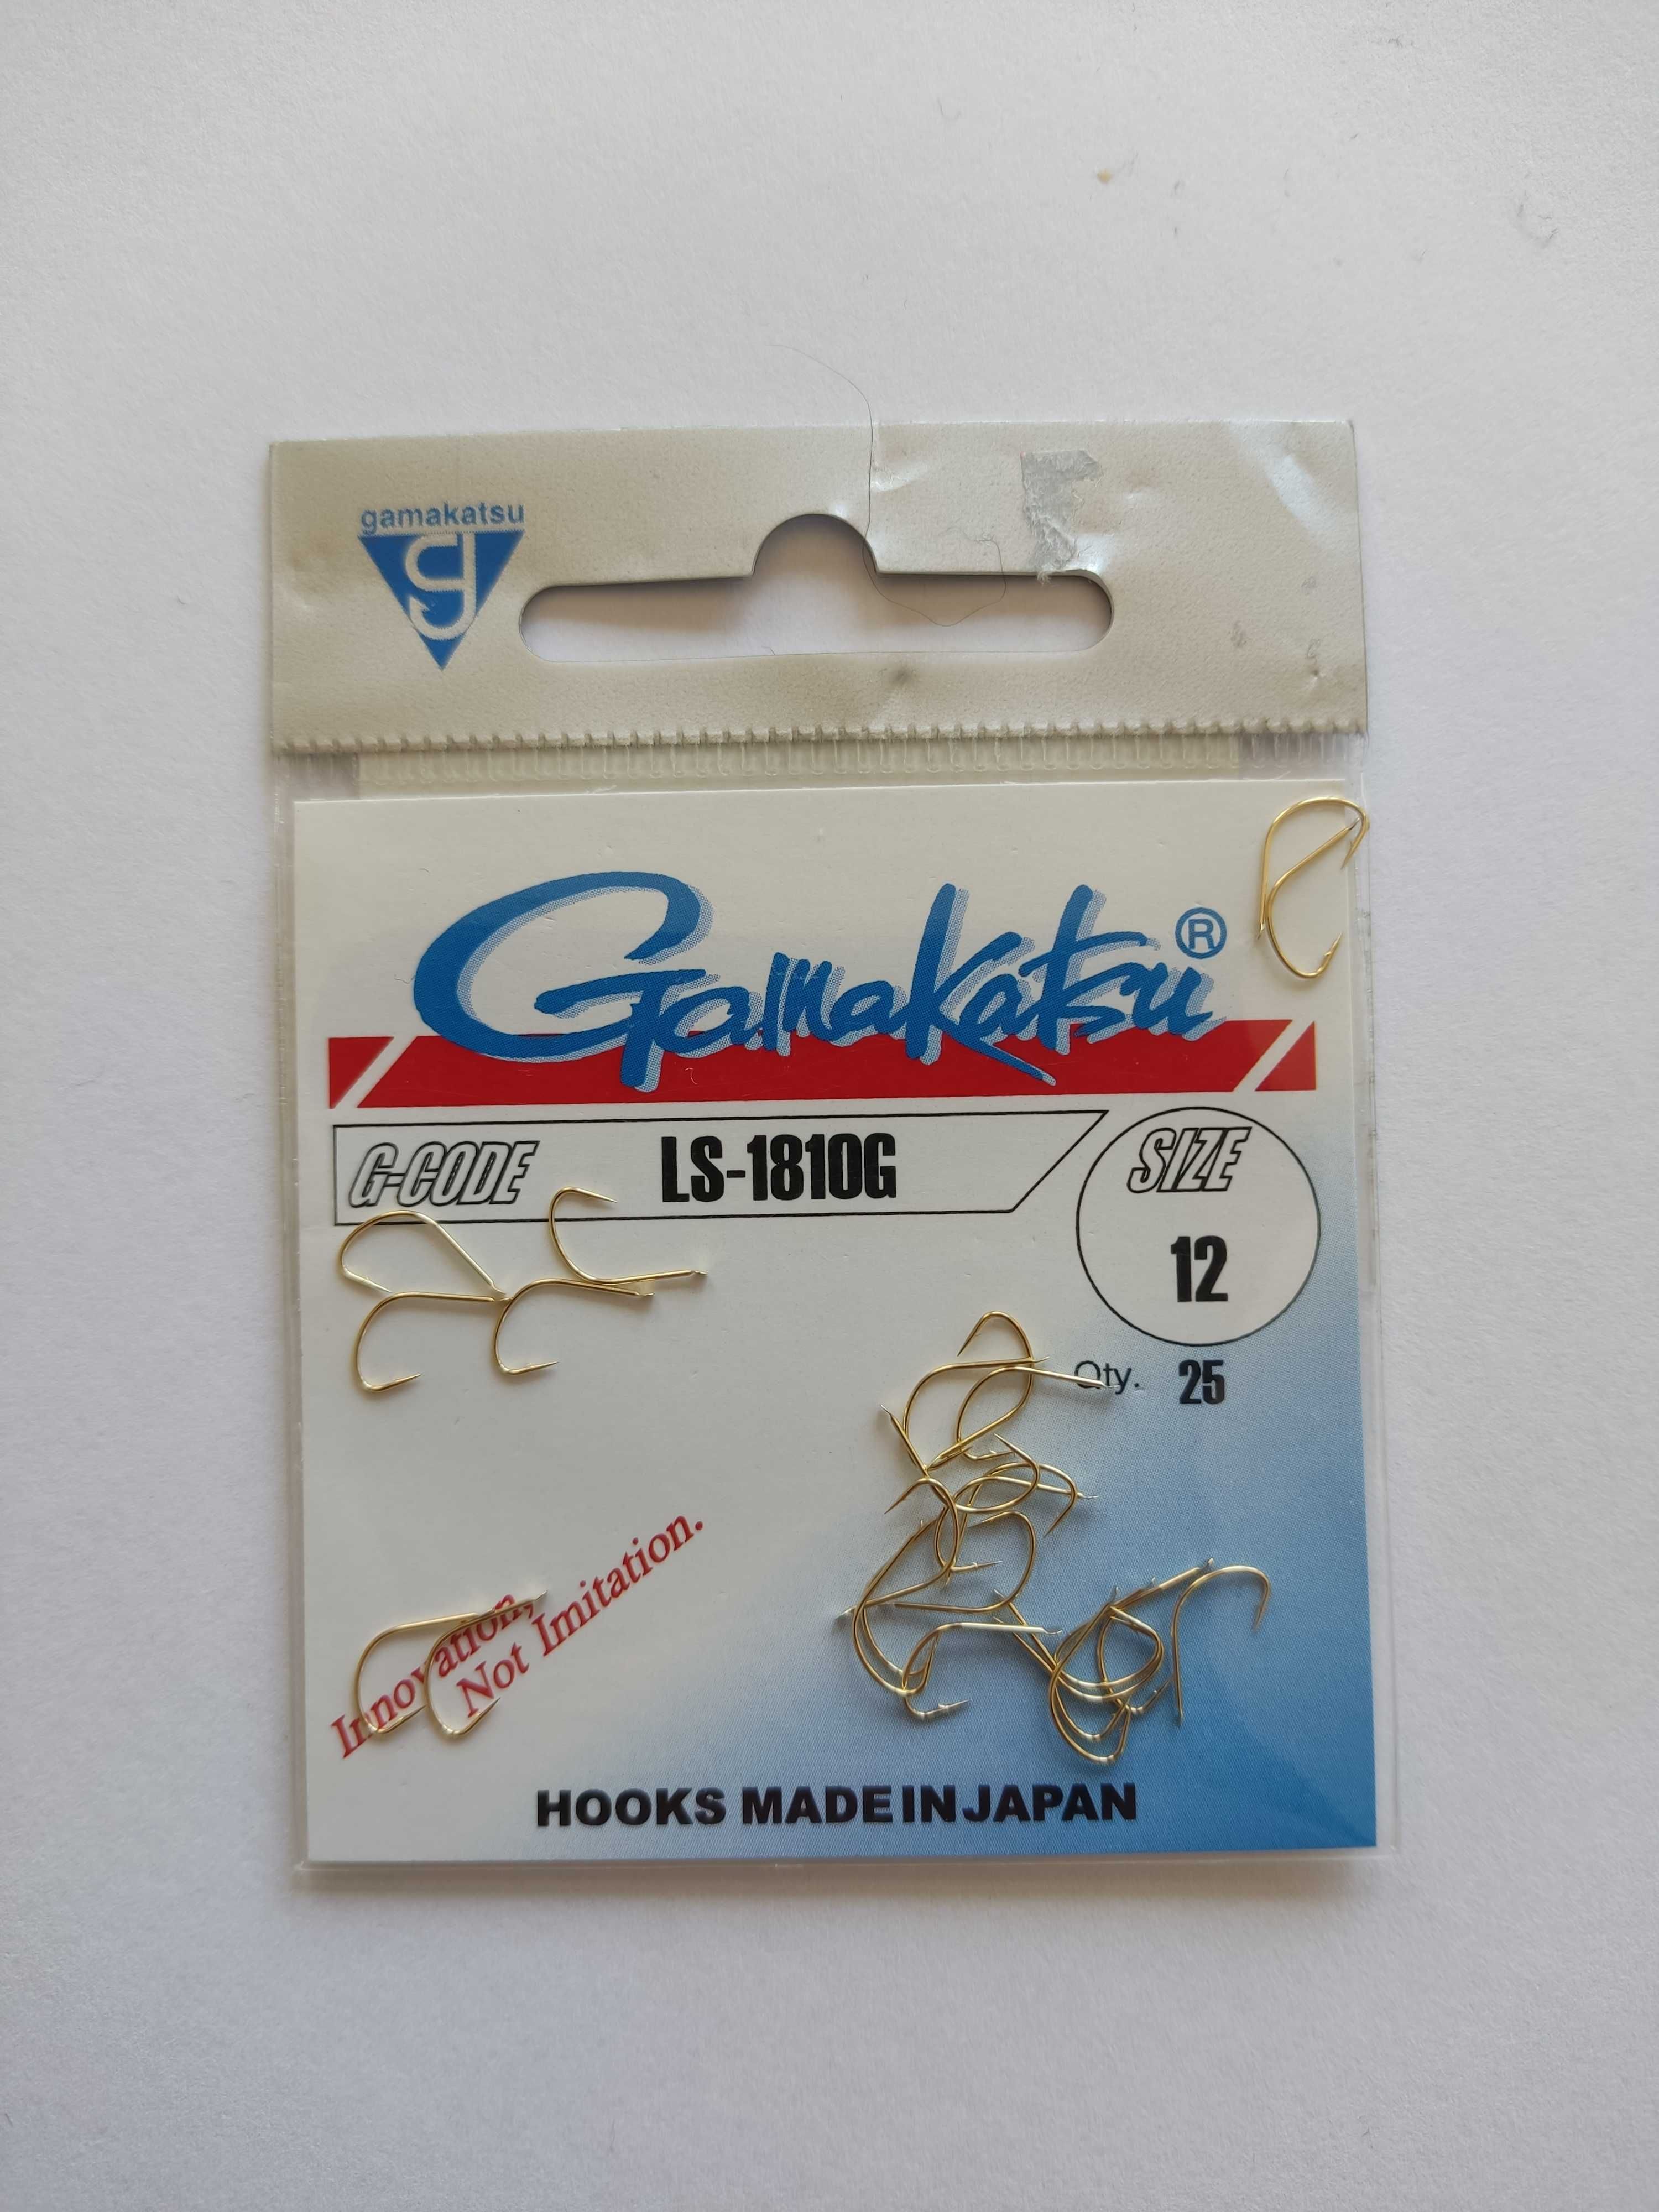 gamakatsu
Gamakatsu®
G-CODE LS-1810G
SIZE
12
Qty. 25
Innovation,
Not Imitation.
HOOKS MADE IN JAPAN